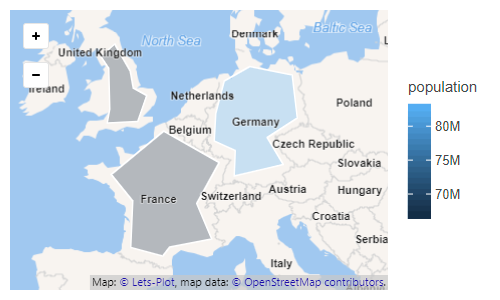 +
−
North Sea
Baltic Sea
Denmark
United Kingdom
Ireland
Netherlands
Poland
Germany
Belgium
Czech Republic
Slovakia
France
Switzerland
Austria
Hungary
Croatia
Serbia
Italy
Map: © Lets-Plot, map data: © OpenStreetMap contributors.
population
80M
75M
70M